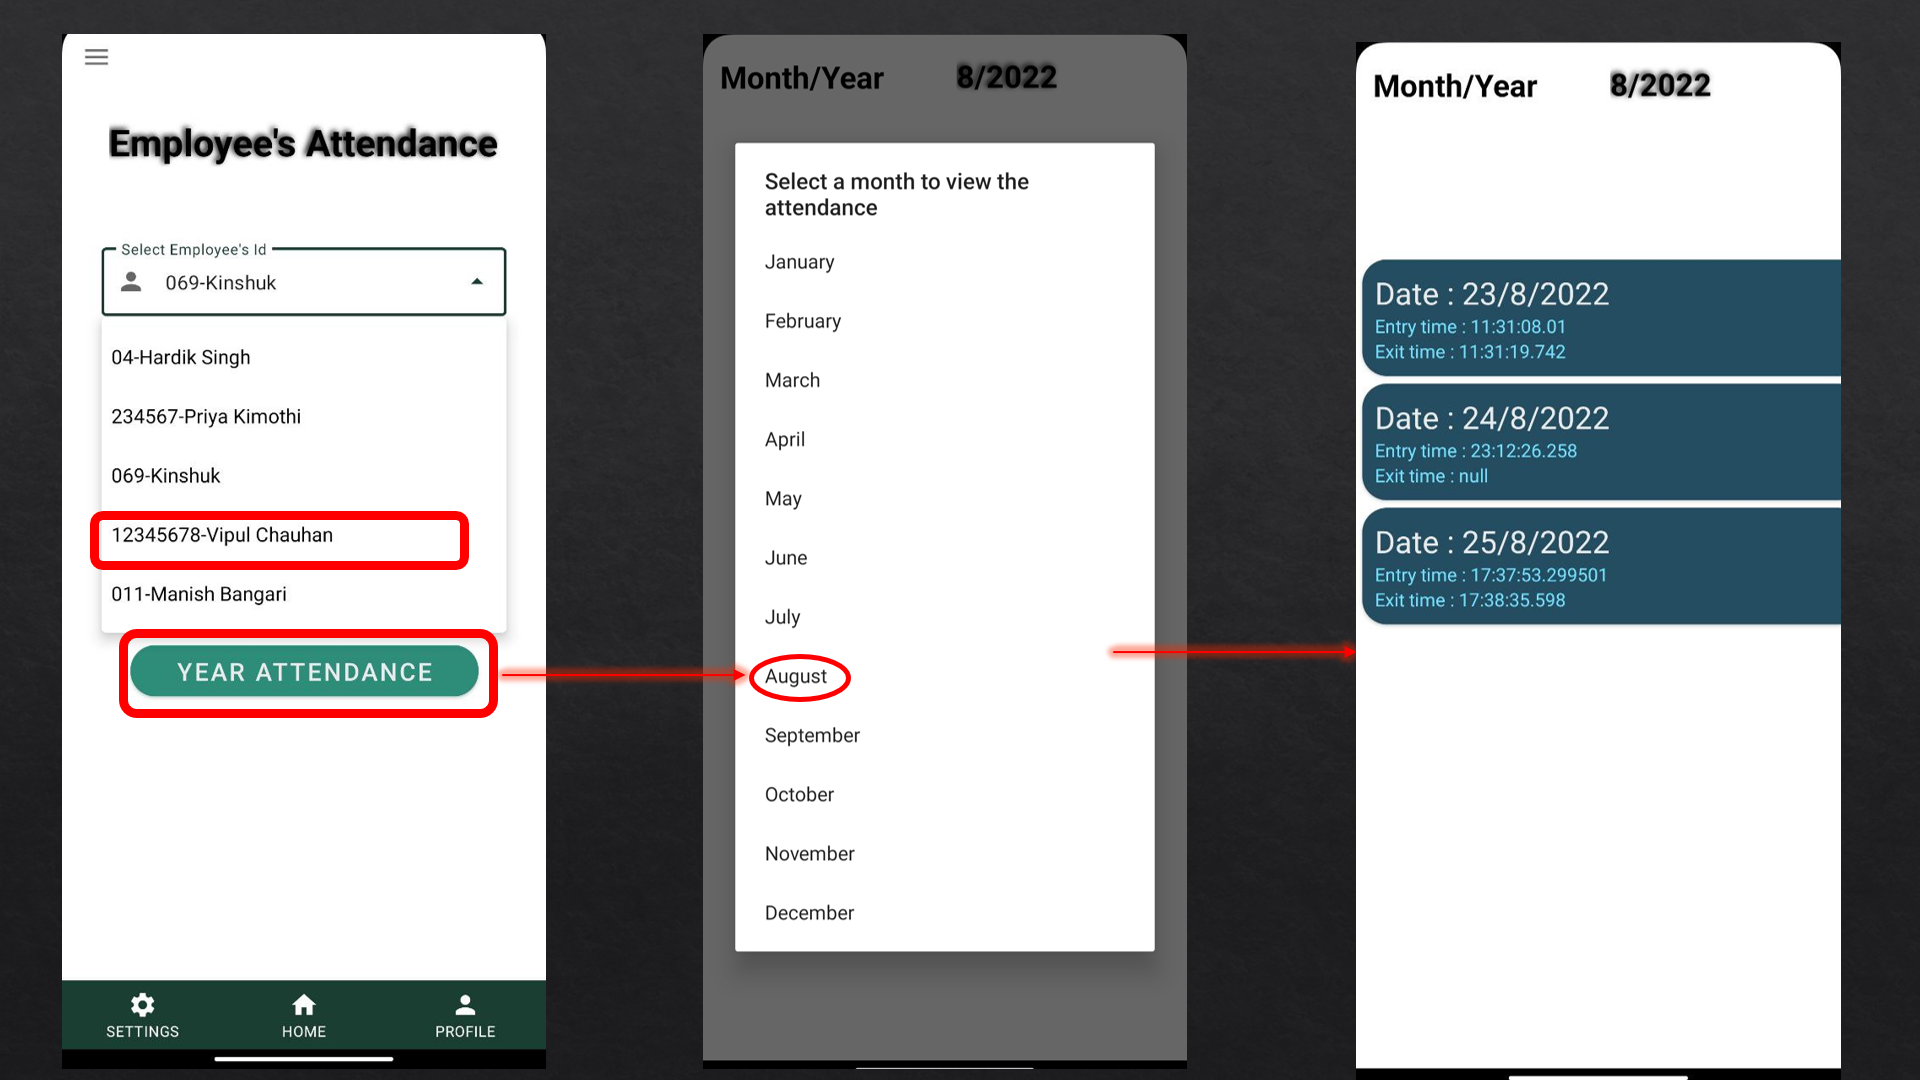 Employee's Attendance
Select Employee's Id
069-Kinshuk
04-Hardik Singh
234567-Priya Kimothi
069-Kinshuk
12345678-Vipul Chauhan
011-Manish Bangari
YEAR ATTENDANCE
SETTINGS
HOME
PROFILE
Month/Year 8/2022
Select a month to view the
attendance
January
February
March
April
May
June
July
August
September
October
November
December
Month/Year 8/2022
Date : 23/8/2022
Entry time : 11:31:08.01
Exit time : 11:31:19.742
Date : 24/8/2022
Entry time : 23:12:26.258
Exit time : null
Date : 25/8/2022
Entry time : 17:37:53.299501
Exit time : 17:38:35.598